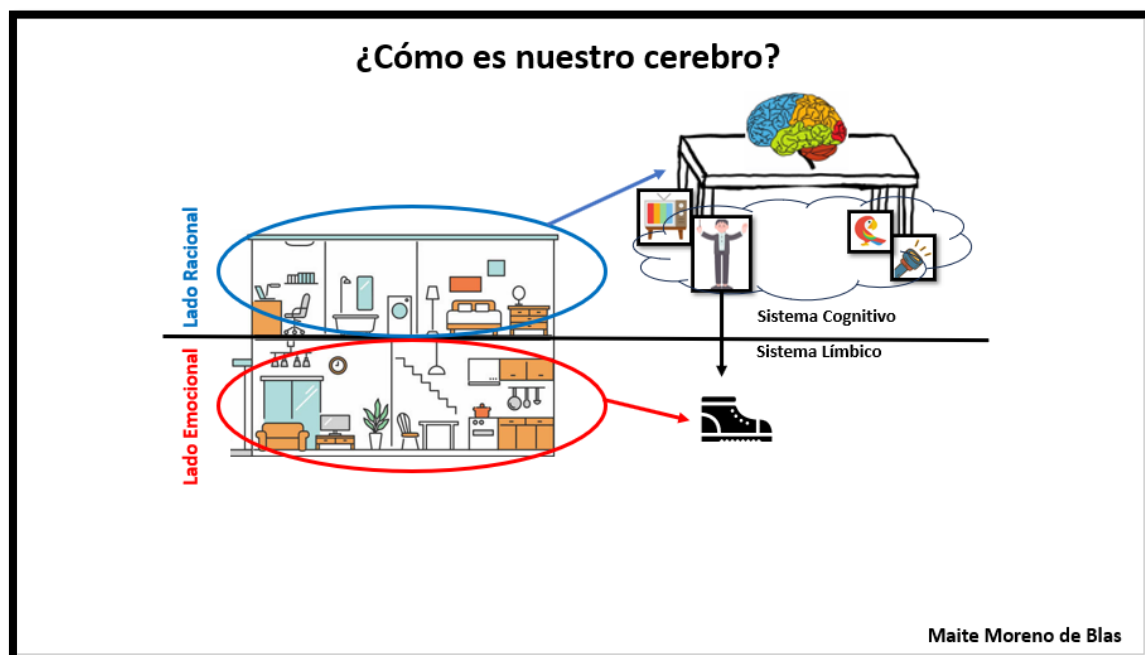 ¿Cómo es nuestro cerebro?
Lado Racional
Sistema Cognitivo
Sistema Límbico
Lado Emocional
Maite Moreno de Blas